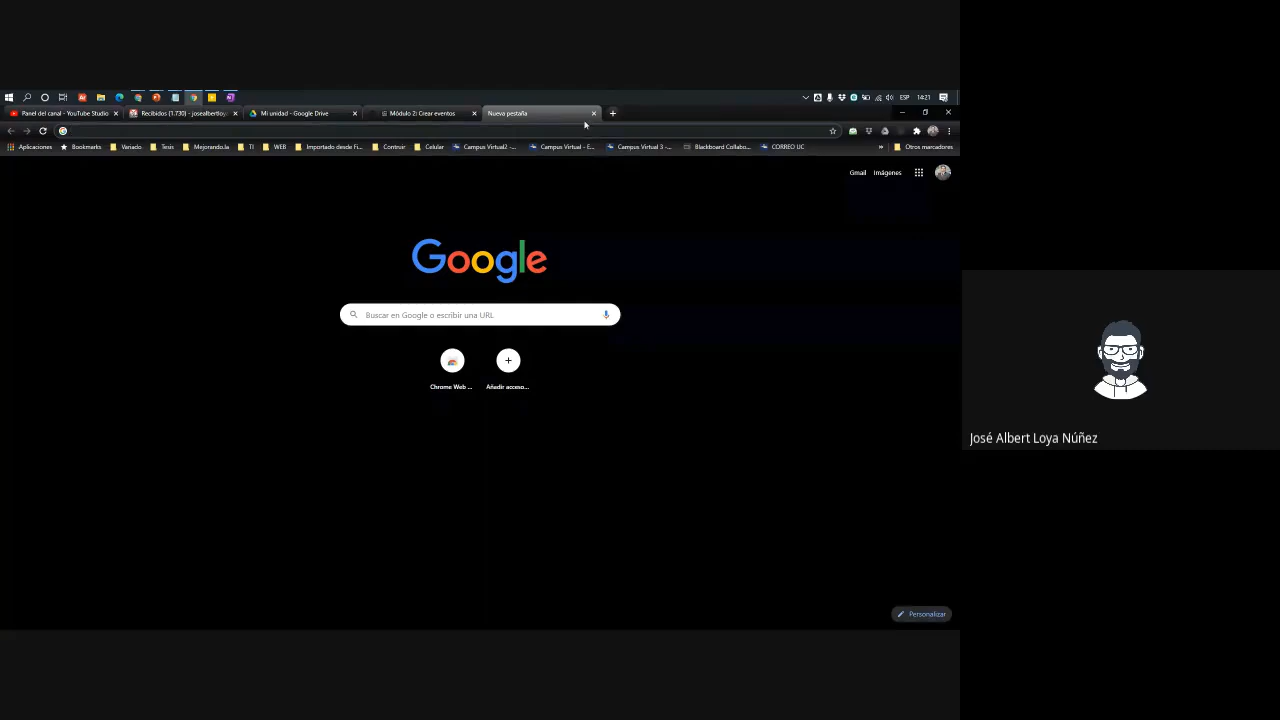 ESP 14:21
Panel del canal - YouTube Studio
Recibidos (1.730) - josealbertloy
Mi unidad - Google Drive
Módulo 2: Crear eventos
Nueva pestaña
Aplicaciones
Bookmarks
Variado
Tesis
Mejorando.la
TI
WEB
Importado desde Fi...
Contruir
Celular
Campus Virtual2 -...
Campus Virtual - E...
Campus Virtual 3 -...
Blackboard Collabo...
CORREO UC
»
Otros marcadores
Gmail Imágenes
Google
Buscar en Google o escribir una URL
Chrome Web ...
Añadir acceso...
José Albert Loya Núñez
Personalizar